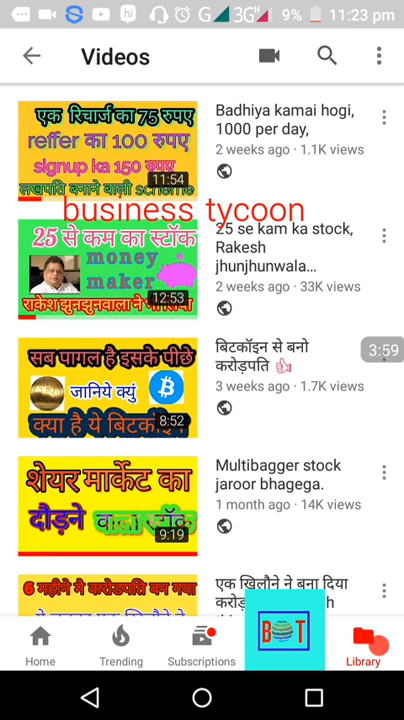 G 3G 9% 11:23 pm
Videos
एक रिचार्ज का 75 रुपए
reffer का 100 रुपए
signup ka 150 रुपए
लखपति बनाने वाली scheme
11:54
Badhiya kamai hogi,
1000 per day,
2 weeks ago · 1.1K views
business tycoon
25 से कम का स्टॉक
money
maker
राकेश झुनझुनवाला ने
12:53
25 se kam ka stock,
Rakesh
jhunjhunwala...
2 weeks ago · 33K views
सब पागल है इसके पीछे
जानिये क्यों
क्या है ये बिटकॉइन
8:52
बिटकॉइन से बनो
करोड़पति
3 weeks ago · 1.7K views
3:59
शेयर मार्केट का
दौड़ने वाला स्टॉक
9:19
Multibagger stock
jaroor bhagega.
1 month ago · 14K views
6 महीने मै करोडपति बन गया
एक खिलौने ने बना दिया
BOT
Home
Trending
Subscriptions
Library